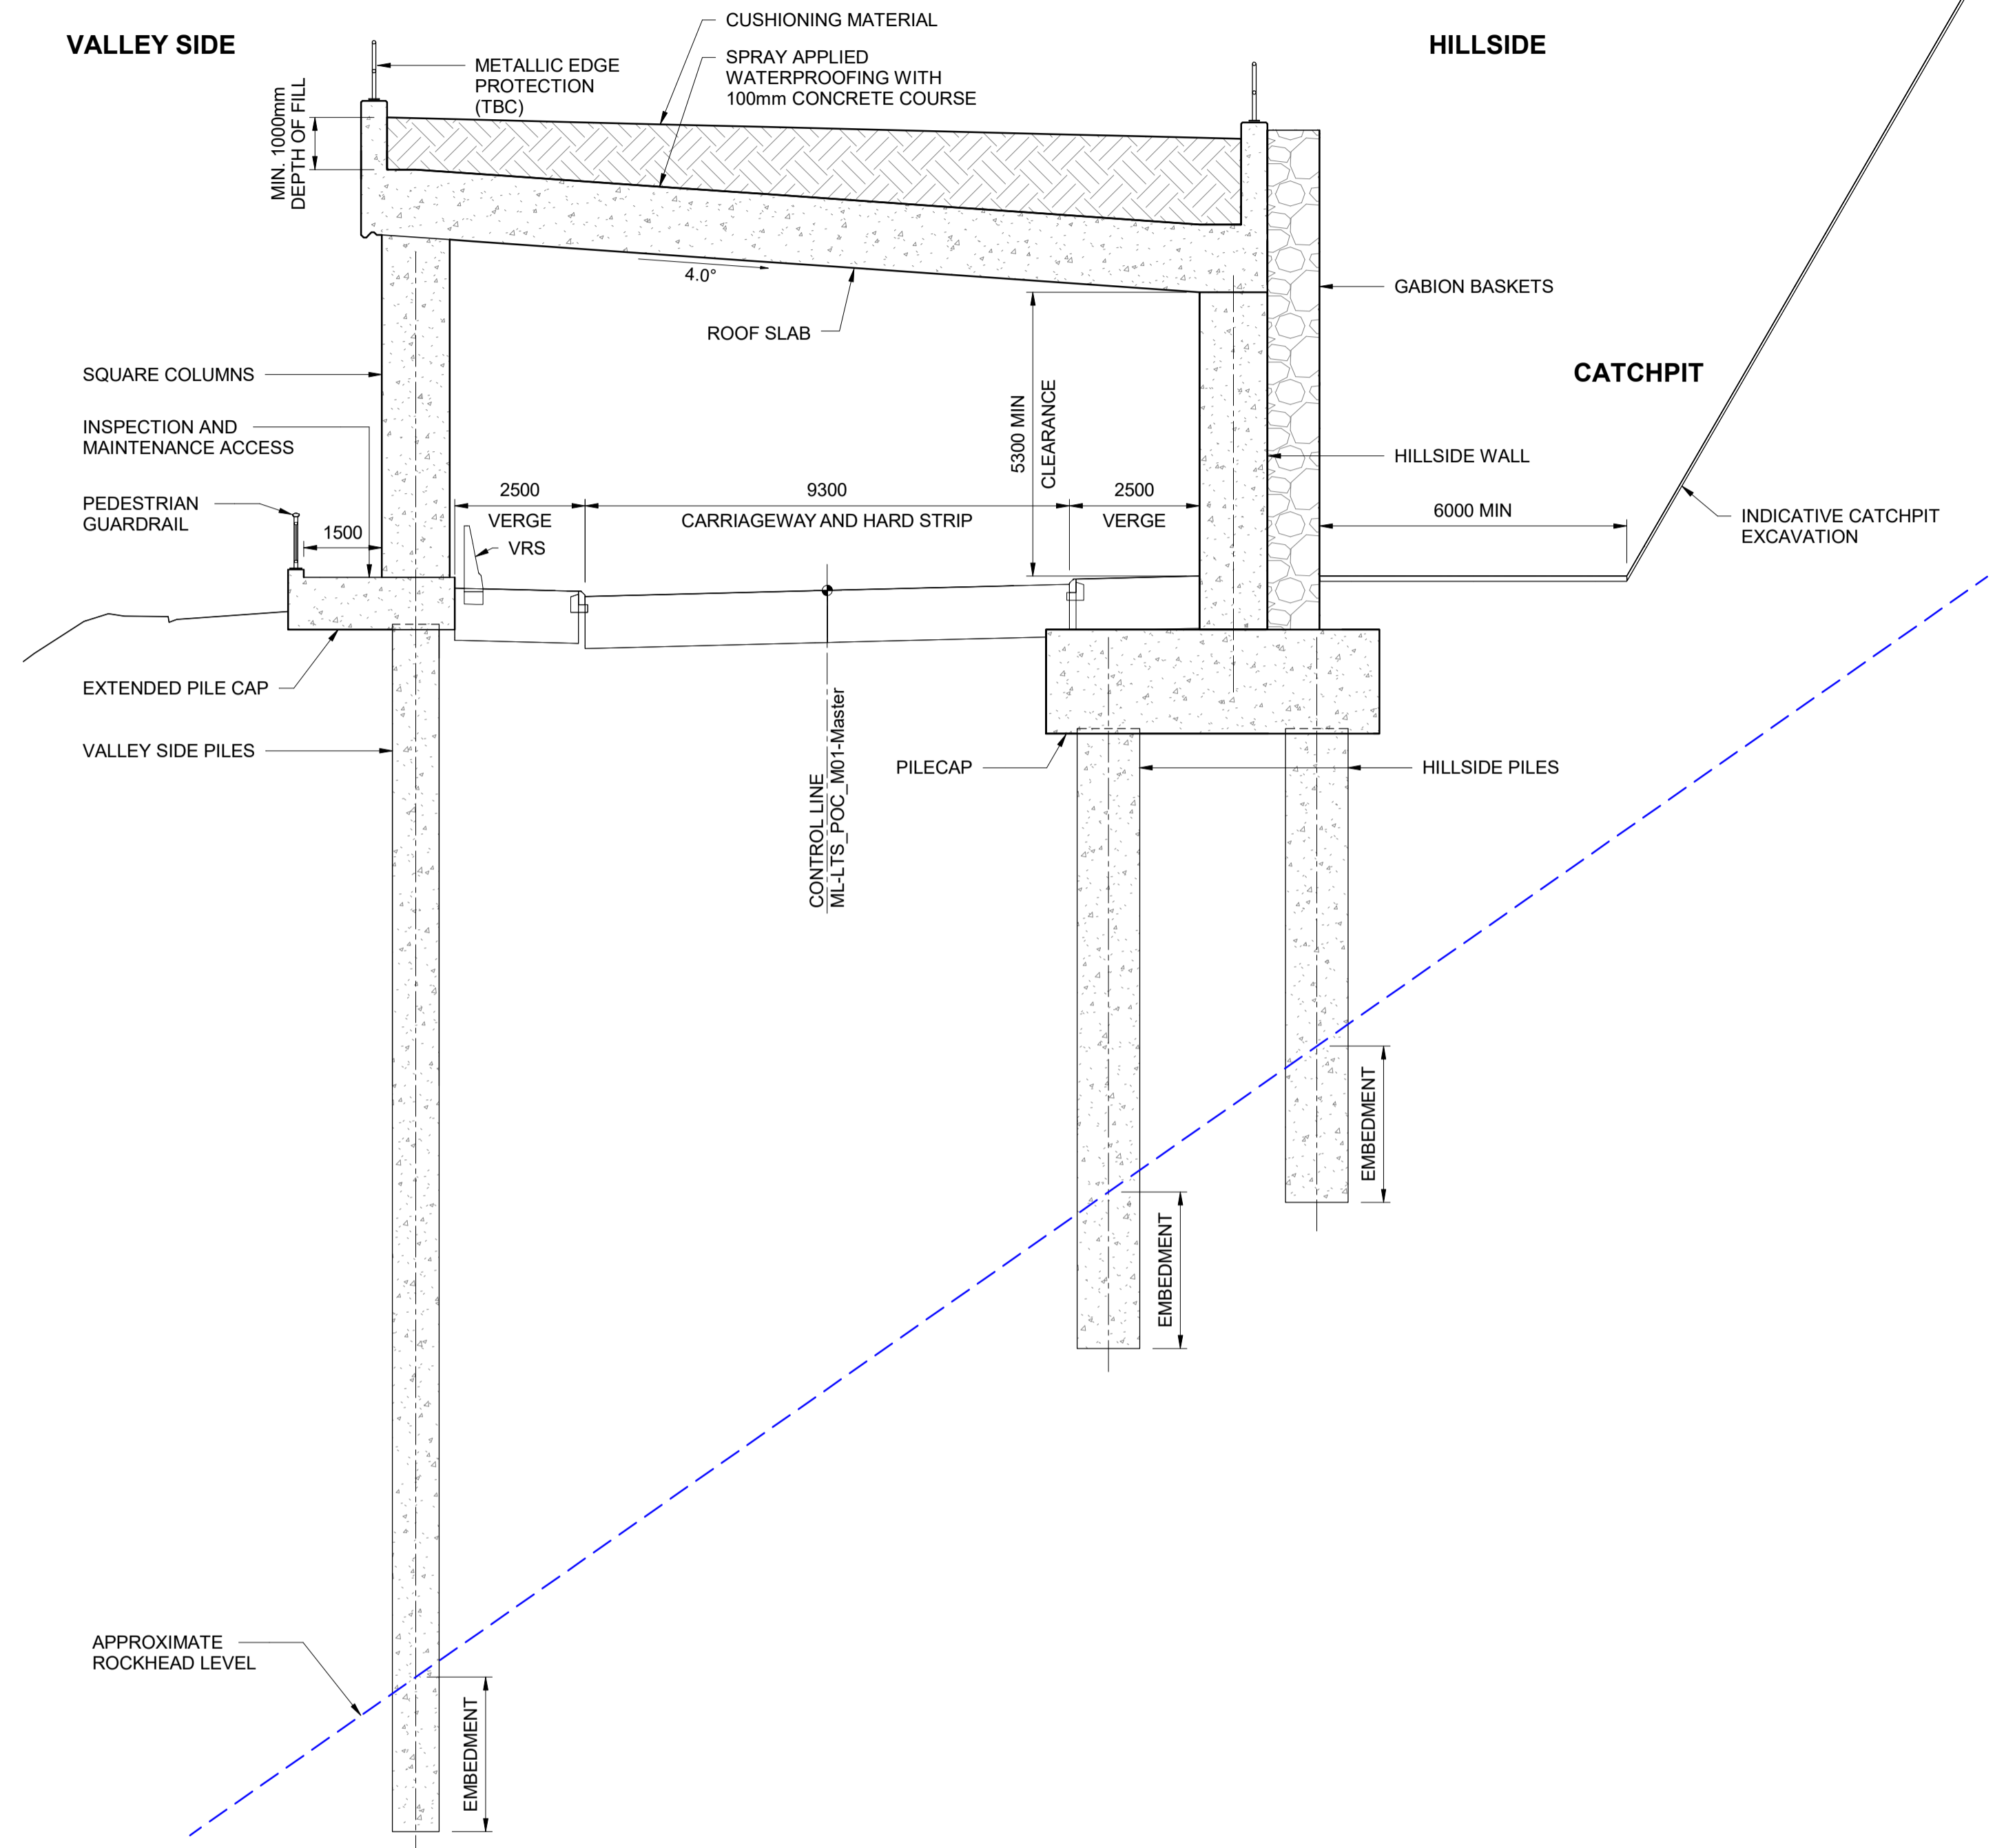 VALLEY SIDE
CUSHIONING MATERIAL
HILLSIDE
METALLIC EDGE
PROTECTION
(TBC)
SPRAY APPLIED
WATERPROOFING WITH
100mm CONCRETE COURSE
MIN. 1000mm
DEPTH OF FILL
4.0°
ROOF SLAB
GABION BASKETS
SQUARE COLUMNS
CATCHPIT
5300 MIN
CLEARANCE
INSPECTION AND
MAINTENANCE ACCESS
HILLSIDE WALL
PEDESTRIAN
GUARDRAIL
1500
2500
VERGE
VRS
9300
CARRIAGEWAY AND HARD STRIP
2500
VERGE
6000 MIN
INDICATIVE CATCHPIT
EXCAVATION
EXTENDED PILE CAP
VALLEY SIDE PILES
CONTROL LINE
ML-LTS_POC_M01-Master
PILECAP
HILLSIDE PILES
EMBEDMENT
EMBEDMENT
APPROXIMATE
ROCKHEAD LEVEL
EMBEDMENT